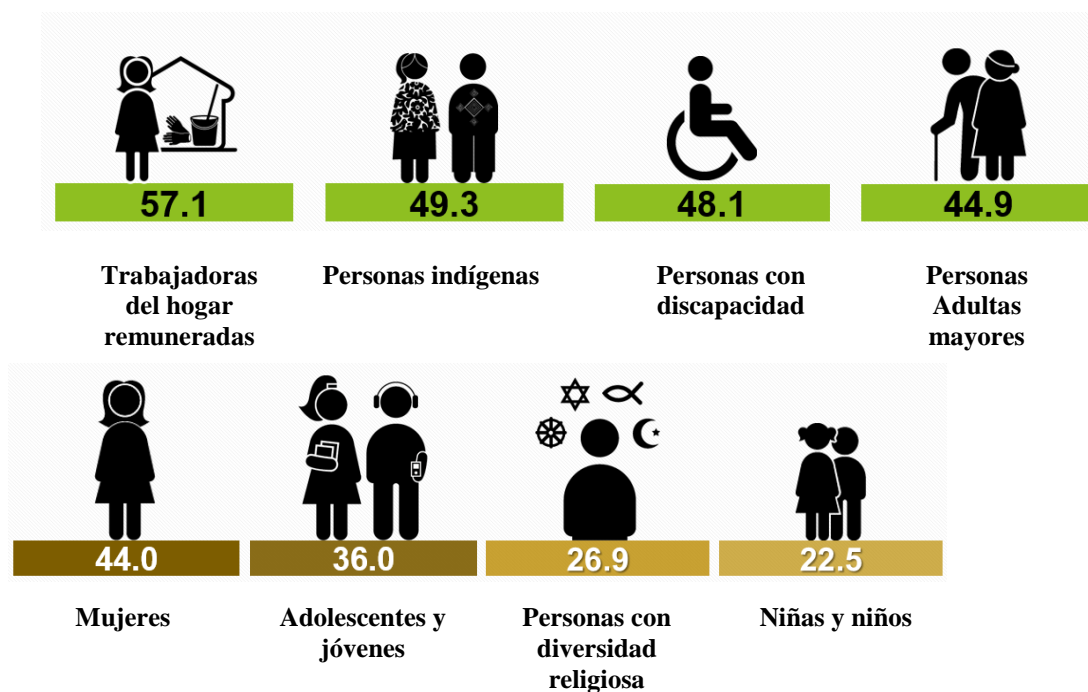 57.1
49.3
48.1
44.9
Trabajadoras
del hogar
remuneradas
Personas indígenas
Personas con
discapacidad
Personas
Adultas
mayores
44.0
36.0
26.9
22.5
Mujeres
Adolescentes y
jóvenes
Personas con
diversidad
religiosa
Niñas y niños